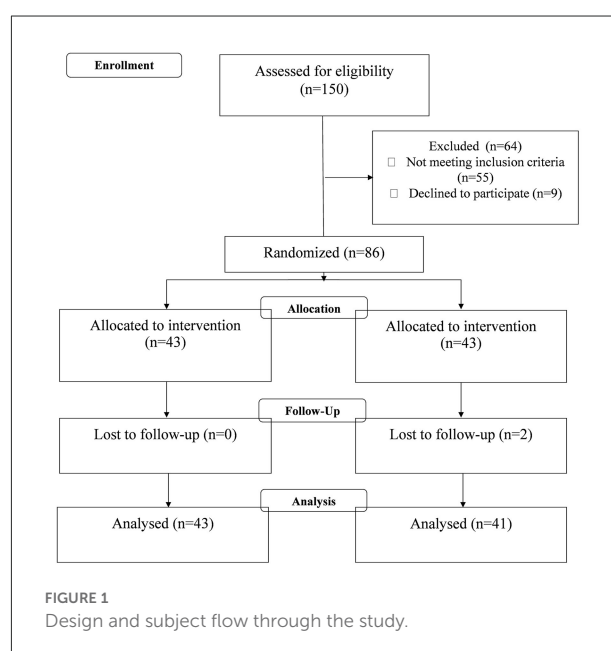 Enrollment
Assessed for eligibility
(n=150)
Excluded (n=64)
□ Not meeting inclusion criteria
(n=55)
□ Declined to participate (n=9)
Randomized (n=86)
Allocation
Allocated to intervention
(n=43)
Allocated to intervention
(n=43)
Follow-Up
Lost to follow-up (n=0)
Lost to follow-up (n=2)
Analysis
Analysed (n=43)
Analysed (n=41)
FIGURE 1
Design and subject flow through the study.